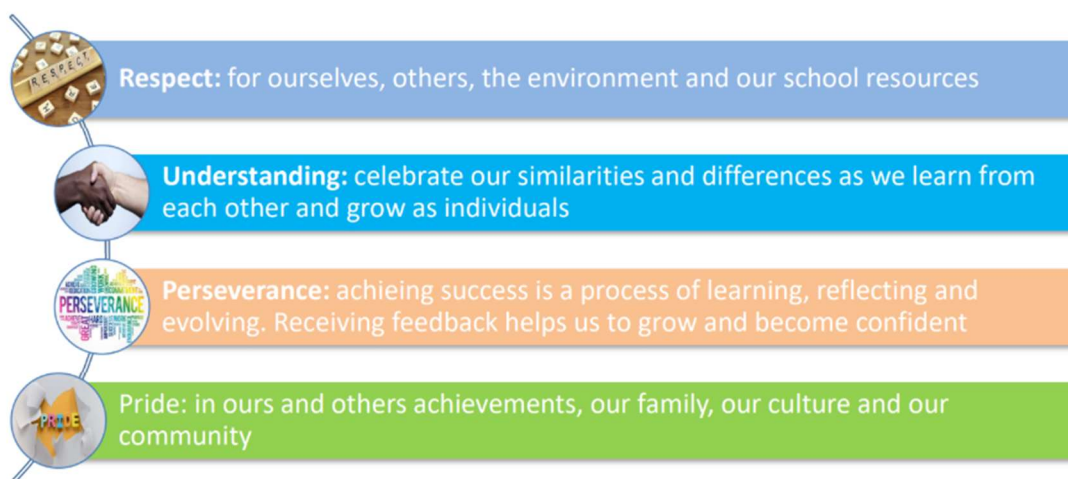 RESPECT
Respect: for ourselves, others, the environment and our school resources
Understanding: celebrate our similarities and differences as we learn from
each other and grow as individuals
PERSEVERANCE
Perseverance: achieing success is a process of learning, reflecting and
evolving. Receiving feedback helps us to grow and become confident
PRIDE
Pride: in ours and others achievements, our family, our culture and our
community